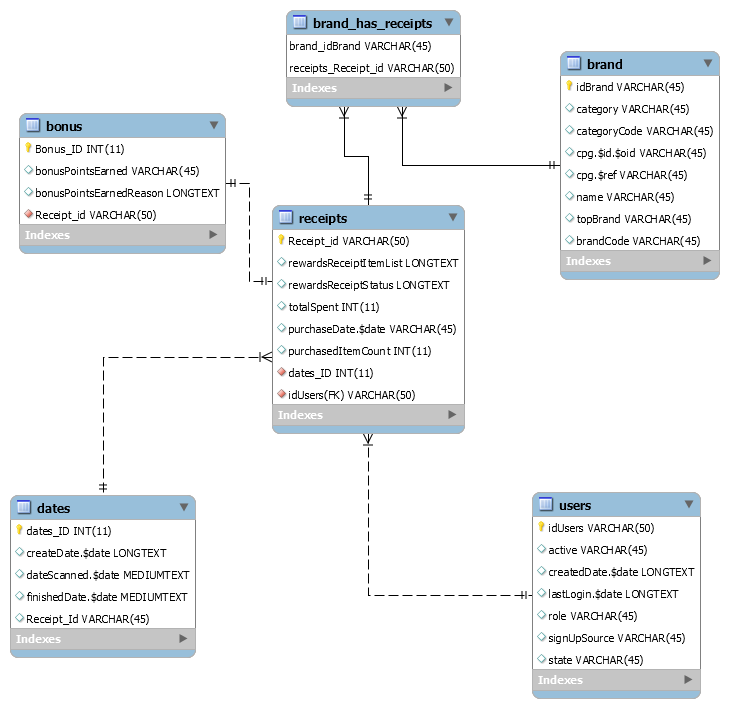 brand_has_receipts
brand_idBrand VARCHAR(45)
receipts_Receipt_id VARCHAR(50)
Indexes
brand
idBrand VARCHAR(45)
category VARCHAR(45)
categoryCode VARCHAR(45)
cpg.$id.$oid VARCHAR(45)
cpg.$ref VARCHAR(45)
name VARCHAR(45)
topBrand VARCHAR(45)
brandCode VARCHAR(45)
Indexes
bonus
Bonus_ID INT(11)
bonusPointsEarned VARCHAR(45)
bonusPointsEarnedReason LONGTEXT
Receipt_id VARCHAR(50)
Indexes
receipts
Receipt_id VARCHAR(50)
rewardsReceiptItemList LONGTEXT
rewardsReceiptStatus LONGTEXT
totalSpent INT(11)
purchaseDate.$date VARCHAR(45)
purchasedItemCount INT(11)
dates_ID INT(11)
idUsers(FK) VARCHAR(50)
Indexes
dates
dates_ID INT(11)
createDate.$date LONGTEXT
dateScanned.$date MEDIUMTEXT
finishedDate.$date MEDIUMTEXT
Receipt_Id VARCHAR(45)
Indexes
users
idUsers VARCHAR(50)
active VARCHAR(45)
createdDate.$date LONGTEXT
lastLogin.$date LONGTEXT
role VARCHAR(45)
signUpSource VARCHAR(45)
state VARCHAR(45)
Indexes